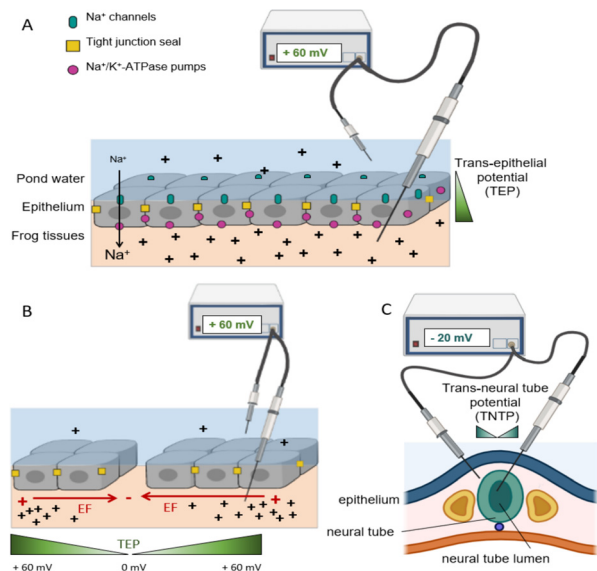 A
Na⁺ channels
Tight junction seal
Na⁺/K⁺-ATPase pumps
+ 60 mV
Na⁺
Pond water
Epithelium
Frog tissues
Na⁺
Trans-epithelial
potential
(TEP)
B
+ 60 mV
EF
EF
TEP
+ 60 mV
0 mV
+ 60 mV
C
- 20 mV
Trans-neural tube
potential
(TNTP)
epithelium
neural tube
neural tube lumen